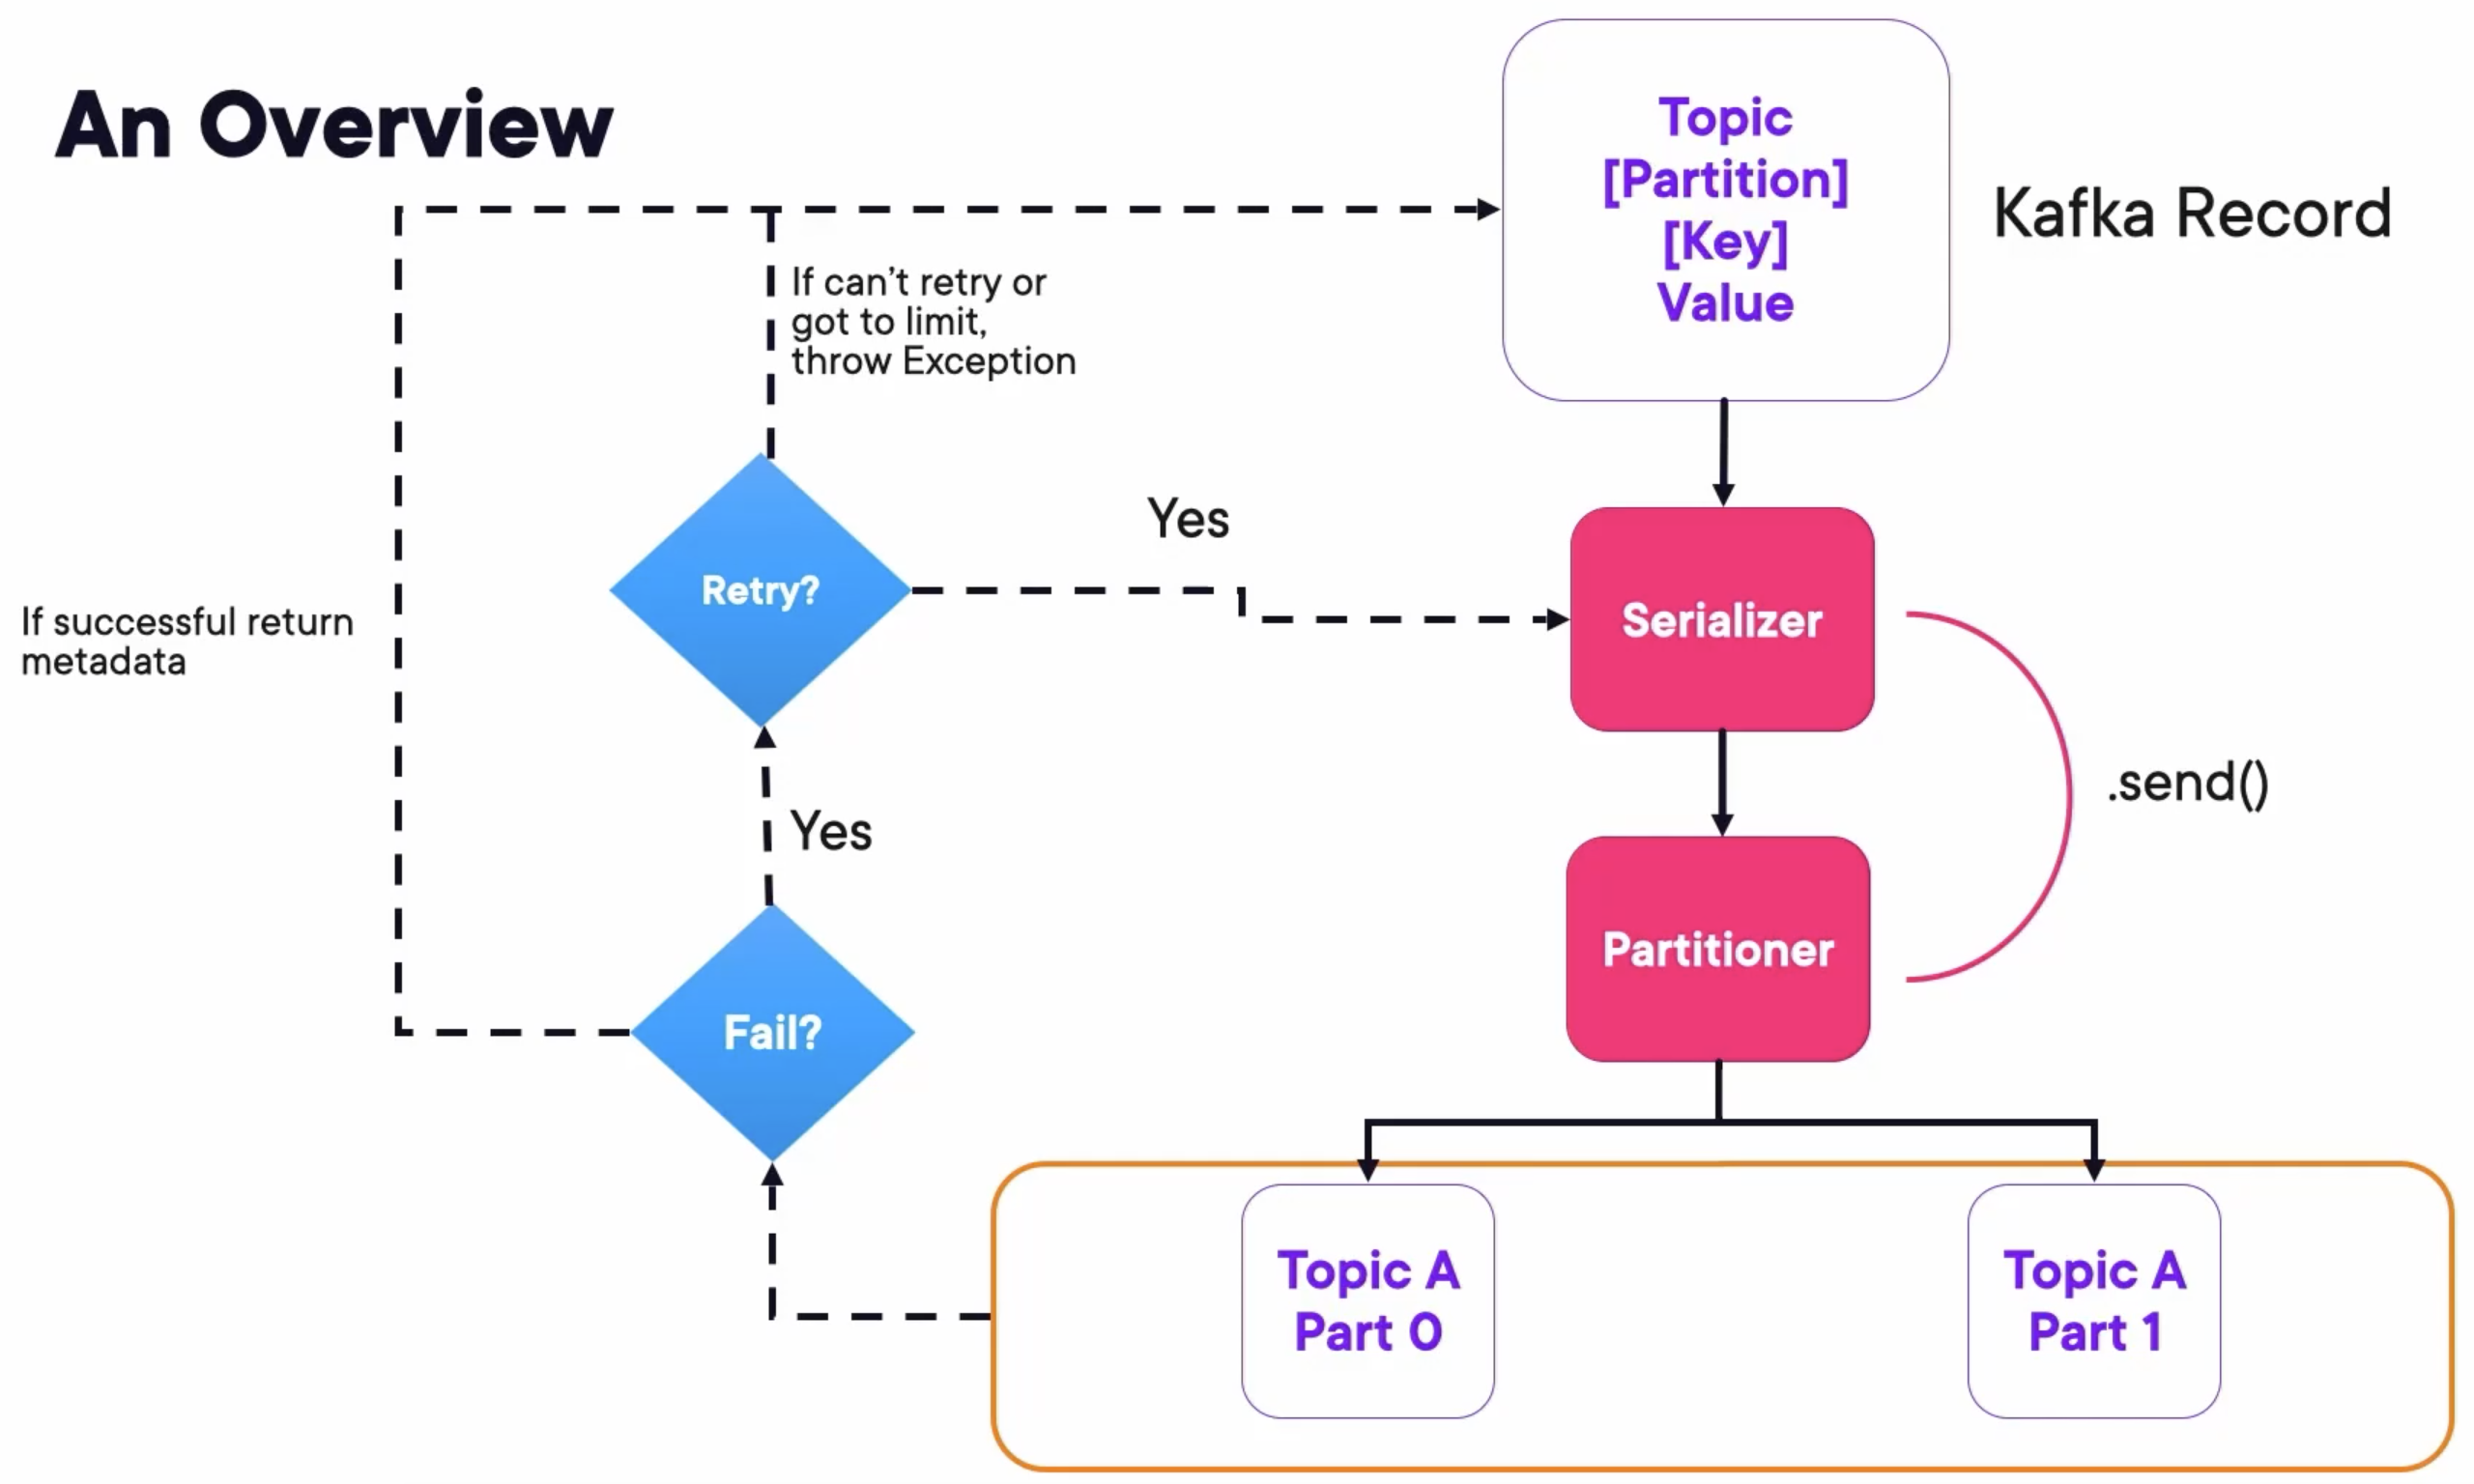 An Overview
Topic
[Partition]
[Key]
Value
Kafka Record
If can't retry or
got to limit,
throw Exception
Retry?
Yes
Serializer
If successful return
metadata
.send()
Yes
Partitioner
Fail?
Topic A
Part 0
Topic A
Part 1